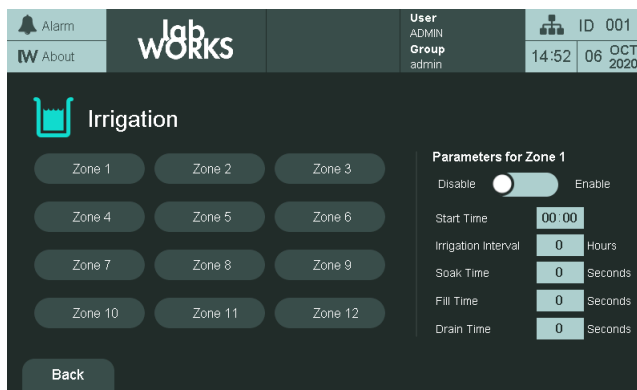 Alarm
IW About
lab
WORKS
User
ADMIN
Group
admin
ID 001
14:52 06 OCT 2020
Irrigation
Zone 1 Zone 2 Zone 3
Zone 4 Zone 5 Zone 6
Zone 7 Zone 8 Zone 9
Zone 10 Zone 11 Zone 12
Parameters for Zone 1
Disable Enable
Start Time 00:00
Irrigation Interval 0 Hours
Soak Time 0 Seconds
Fill Time 0 Seconds
Drain Time 0 Seconds
Back